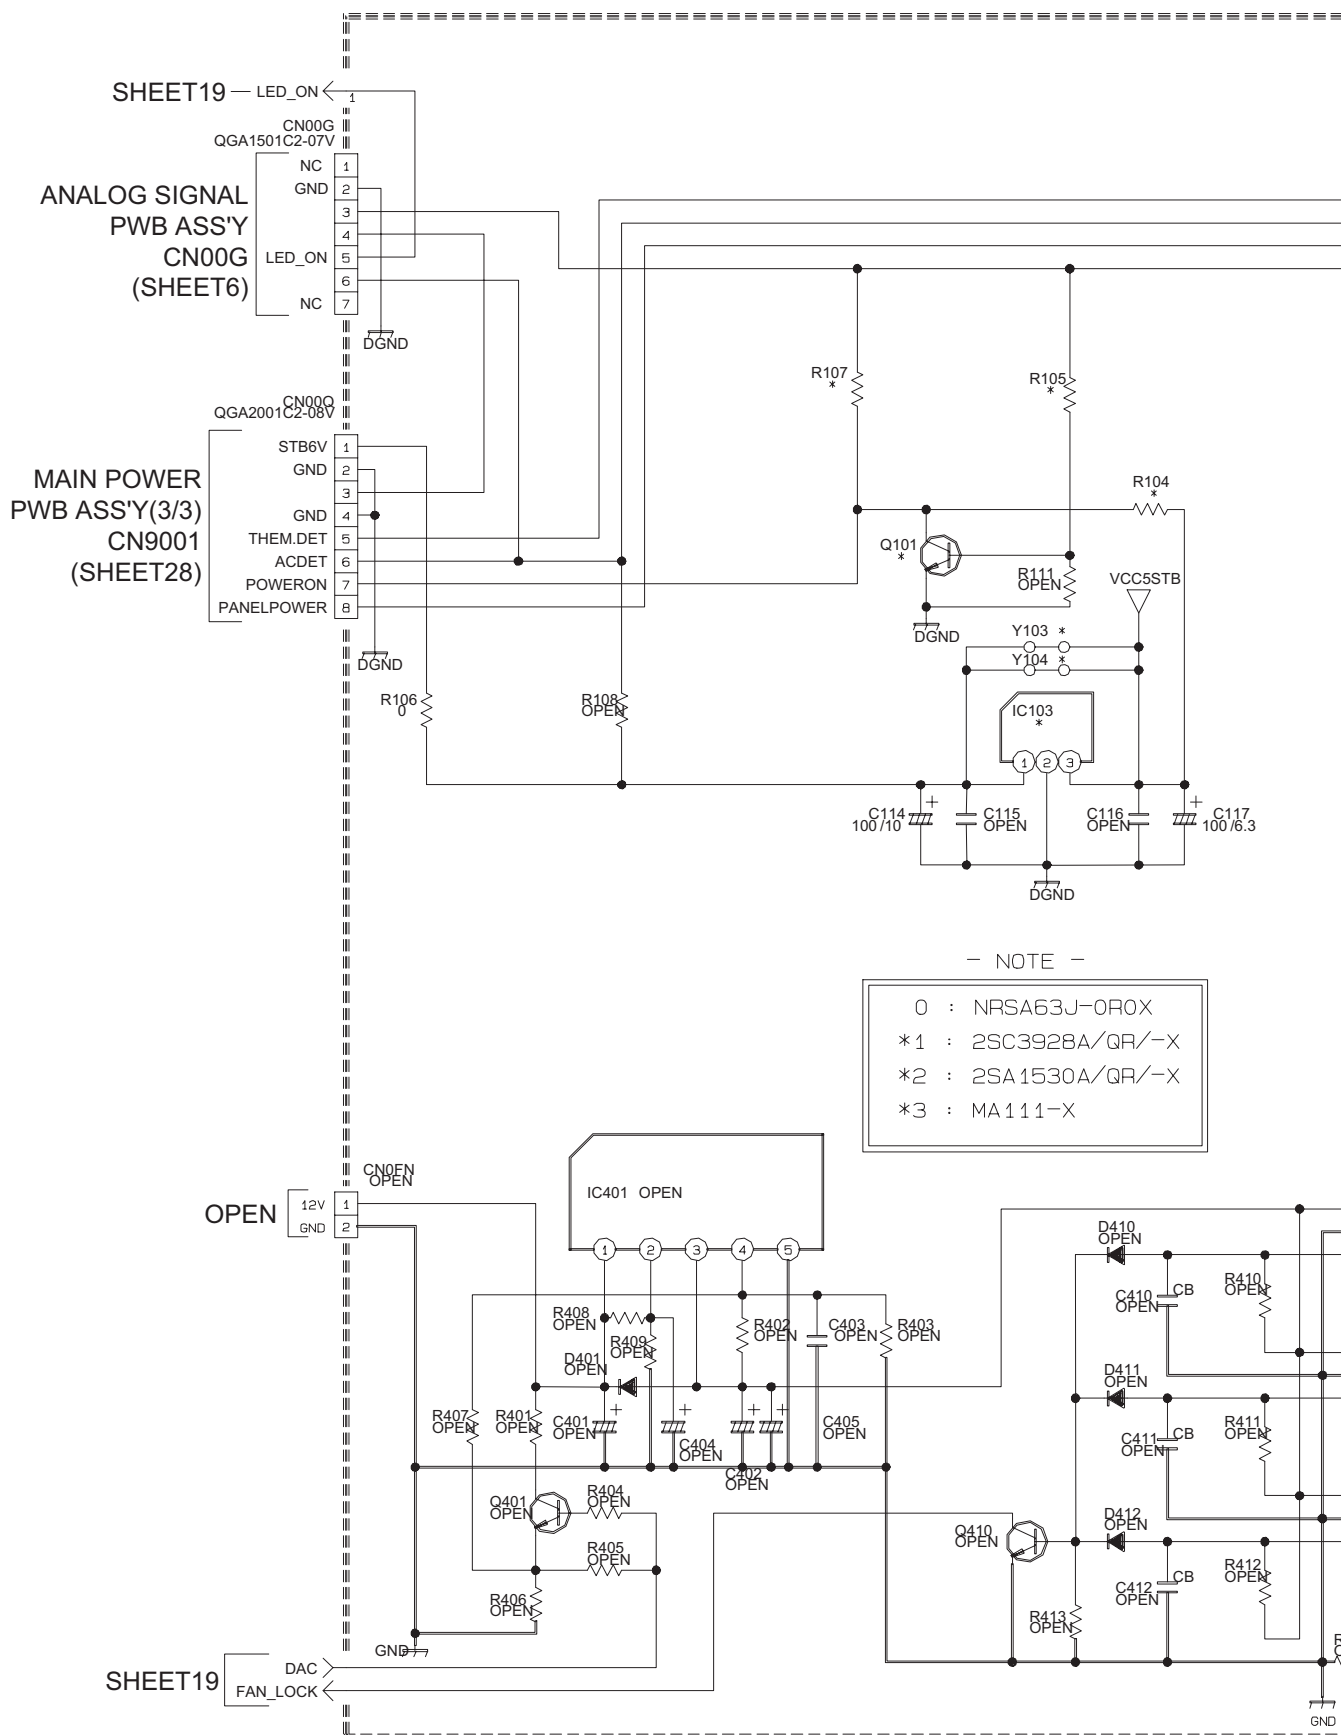 SHEET19
LED_ON
1
CN00G
QGA1501C2-07V
ANALOG SIGNAL
PWB ASS'Y
CN00G
(SHEET6)
NC 1
GND 2
3
4
LED_ON 5
6
NC 7
DGND
CN00Q
QGA2001C2-08V
MAIN POWER
PWB ASS'Y(3/3)
CN9001
(SHEET28)
STB6V 1
GND 2
3
GND 4
THEM.DET 5
ACDET 6
POWERON 7
PANELPOWER 8
DGND
R106
0
R108
OPEN
R107
*
R105
*
R104
*
Q101
*
R111
OPEN
DGND
VCC5STB
Y103 *
Y104 *
IC103
*
1 2 3
C114
100/10
+
C115
OPEN
C116
OPEN
+
C117
100/6.3
DGND
- NOTE -
0 : NRSA63J-0R0X
*1 : 2SC3928A/QR/-X
*2 : 2SA1530A/QR/-X
*3 : MA111-X
CN0FN
OPEN
OPEN
12V 1
GND 2
IC401 OPEN
1 2 3 4 5
R408
OPEN
R409
OPEN
D401
OPEN
R402
OPEN
C403
OPEN
R403
OPEN
R407
OPEN
R401
OPEN
C401
OPEN
+
C404
OPEN
+
+
+
C402
OPEN
C405
OPEN
Q401
OPEN
R404
OPEN
R405
OPEN
R406
OPEN
GND
D410
OPEN
C410
OPEN
CB
R410
OPEN
D411
OPEN
C411
OPEN
CB
R411
OPEN
D412
OPEN
Q410
OPEN
C412
OPEN
CB
R412
OPEN
R413
OPEN
GND
SHEET19
DAC
FAN_LOCK